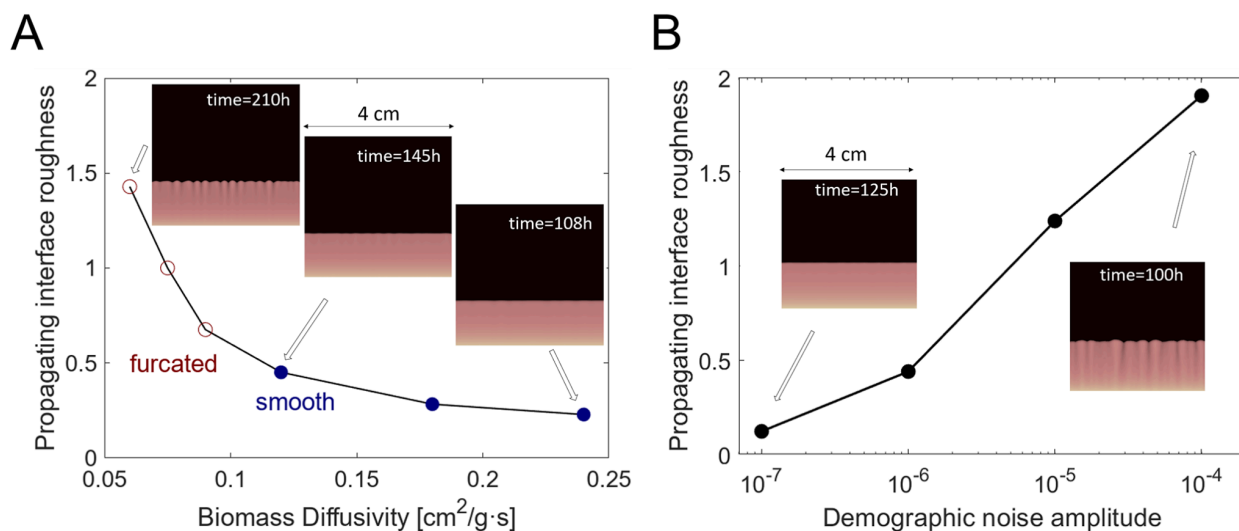 A
Propagating interface roughness
2
1.5
1
0.5
0
0.05
0.1
0.15
0.2
0.25
Biomass Diffusivity [cm²/g·s]
time=210h
4 cm
time=145h
time=108h
furcated
smooth
B
Propagating interface roughness
2
1.5
1
0.5
0
10⁻⁷
10⁻⁶
10⁻⁵
10⁻⁴
Demographic noise amplitude
4 cm
time=125h
time=100h